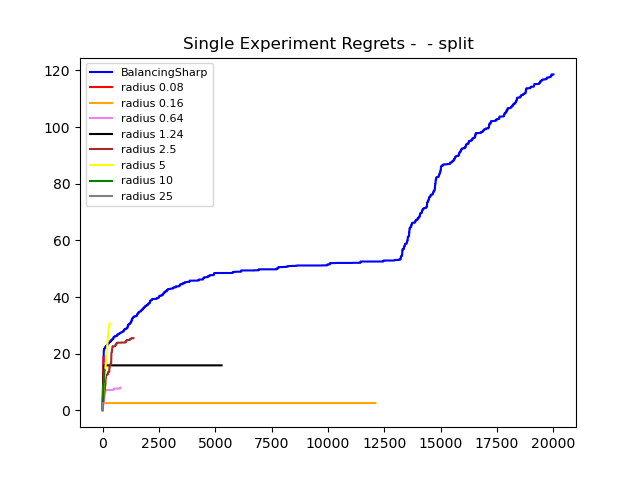 Single Experiment Regrets -  - split
BalancingSharp
radius 0.08
radius 0.16
radius 0.64
radius 1.24
radius 2.5
radius 5
radius 10
radius 25
120
100
80
60
40
20
0
0 2500 5000 7500 10000 12500 15000 17500 20000